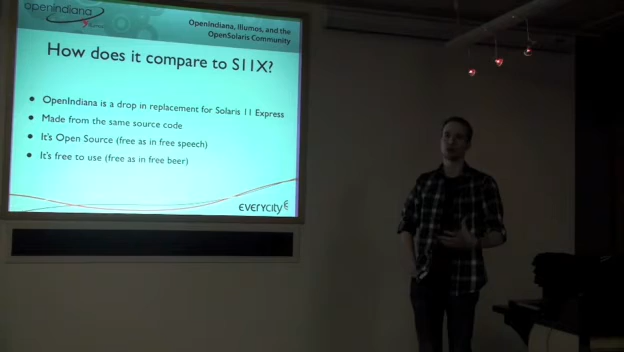 openindiana
OpenIndiana, Illumos, and the
OpenSolaris Community
How does it compare to S11X?
• OpenIndiana is a drop in replacement for Solaris 11 Express
• Made from the same source code
• It's Open Source (free as in free speech)
• It's free to use (free as in free beer)
EVERYCITY